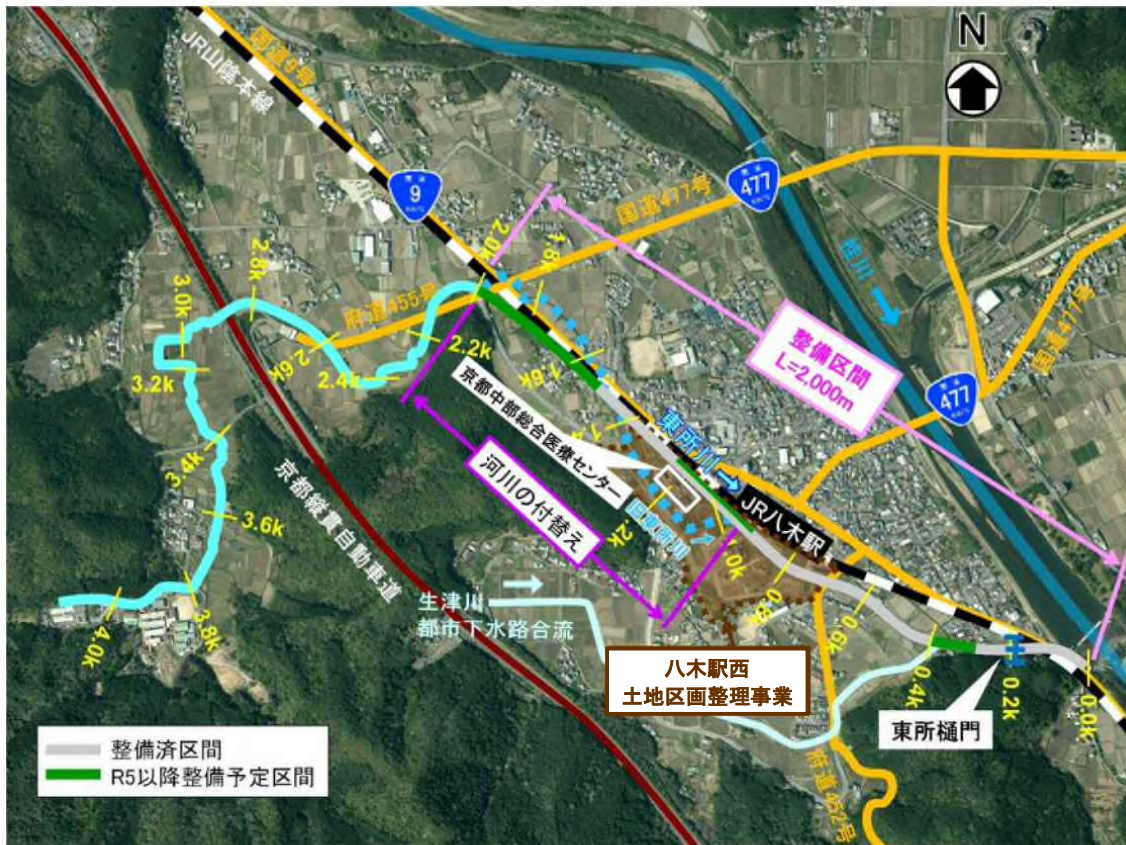 N
国道9号
JR山陰本線
9
477
国道477号
桂川
国道477号
477
整備区間
L=2,000m
2.0k
1.8k
1.6k
2.8k
3.0k
3.2k
府道455号
2.6k
2.4k
2.2k
京都中部総合医療センター
東所川
旧東所川
河川の付替え
JR八木駅
3.4k
3.6k
3.8k
4.0k
京都縦貫自動車道
生津川
都市下水路合流
八木駅西
土地区画整理事業
0.6k
0.4k
0.2k
0.0k
東所樋門
府道452号
整備済区間
R5以降整備予定区間